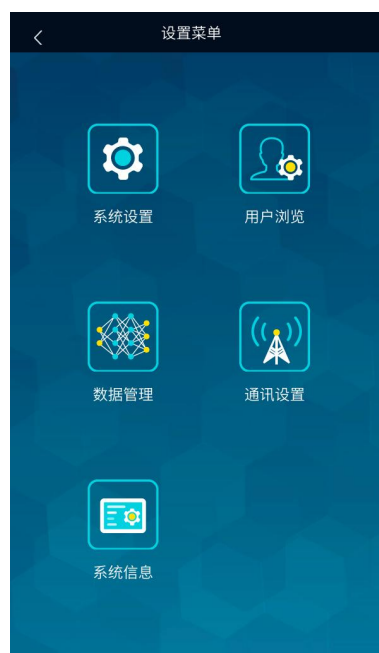 设置菜单
系统设置
用户浏览
数据管理
通讯设置
系统信息